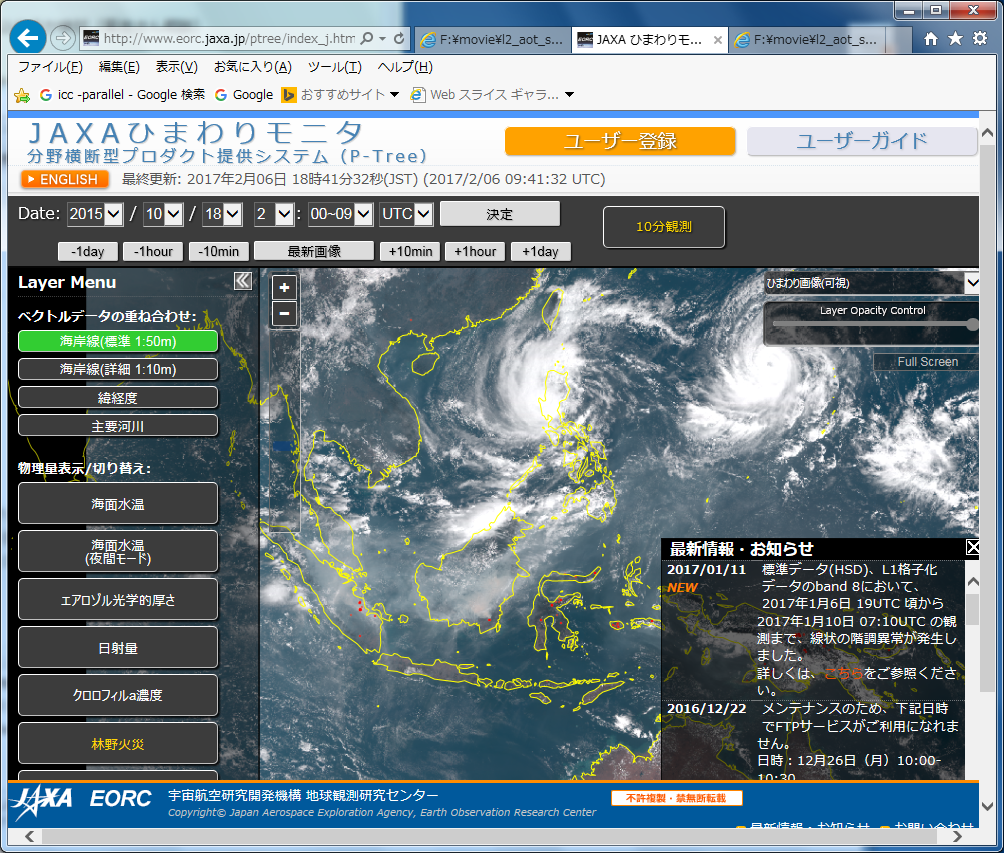 http://www.eorc.jaxa.jp/ptree/index_j.htm
F:¥movie¥l2_aot_s...
JAXA ひまわりモ...
F:¥movie¥l2_aot_s...
ファイル(F) 編集(E) 表示(V) お気に入り(A) ツール(T) ヘルプ(H)
icc -parallel - Google 検索 Google おすすめサイト Web スライス ギャラ...
JAXAひまわりモニタ
分野横断型プロダクト提供システム (P-Tree)
ユーザー登録
ユーザーガイド
ENGLISH
最終更新: 2017年2月06日 18時41分32秒(JST) (2017/2/06 09:41:32 UTC)
Date: 2015 / 10 / 18 2 : 00~09 UTC 決定
10分観測
-1day -1hour -10min 最新画像 +10min +1hour +1day
Layer Menu
ベクトルデータの重ね合わせ:
海岸線(標準 1:50m)
海岸線(詳細 1:10m)
緯経度
主要河川
物理量表示/切り替え:
海面水温
海面水温
(夜間モード)
エアロゾル光学的厚さ
日射量
クロロフィルa濃度
林野火災
+
−
ひまわり画像(可視)
Layer Opacity Control
Full Screen
最新情報・お知らせ
2017/01/11 標準データ(HSD)、L1格子化
NEW データのband 8において、
2017年1月6日 19UTC 頃から
2017年1月10日 07:10UTC の観
測まで、線状の階調異常が発生し
ました。
詳しくは、こちらをご参照くださ
い。
2016/12/22 メンテナンスのため、下記日時
でFTPサービスがご利用になれま
せん。
日時：12月26日（月）10:00-
10:30
JAXA EORC
宇宙航空研究開発機構 地球観測研究センター
Copyright© Japan Aerospace Exploration Agency, Earth Observation Research Center
不許複製・禁無断転載
最新情報・お知らせ お問い合わせ